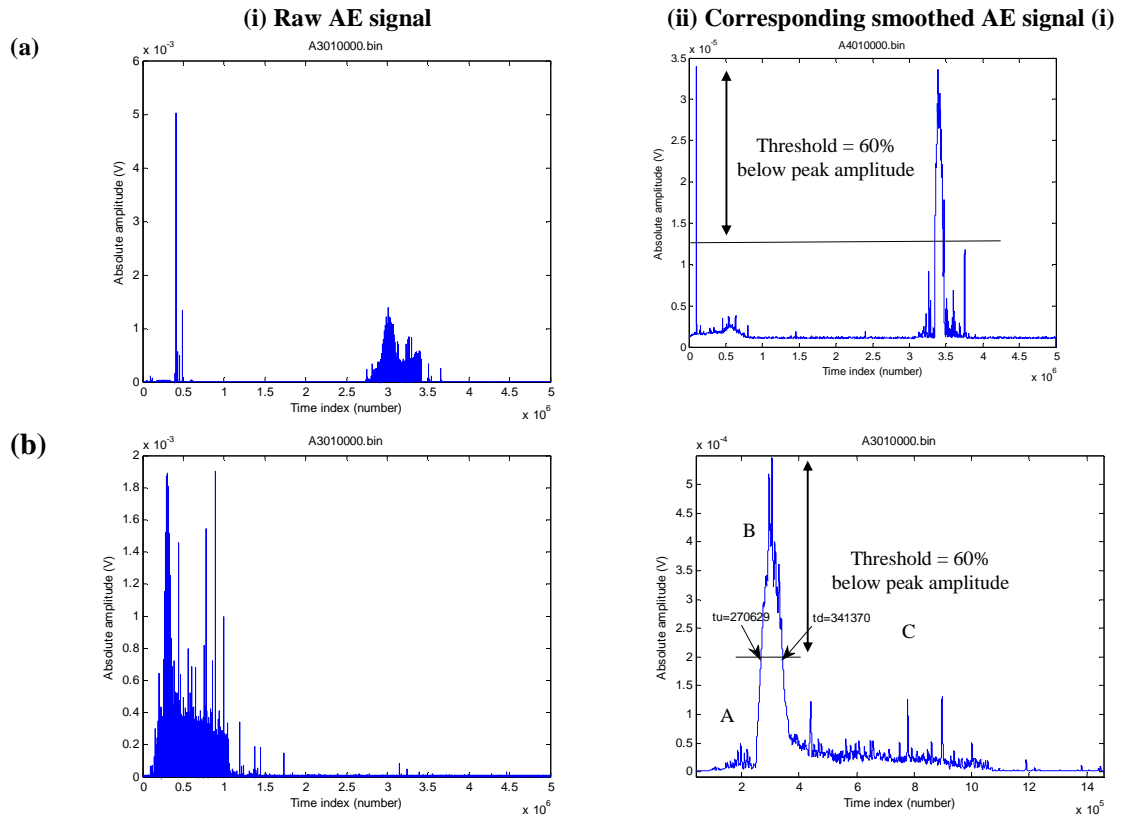 (i) Raw AE signal
(ii) Corresponding smoothed AE signal (i)
(a)
x 10^-3
A3010000.bin
6
5
4
3
2
1
0
Absolute amplitude (V)
0 0.5 1 1.5 2 2.5 3 3.5 4 4.5 5
Time index (number)
x 10^6
x 10^-5
A4010000.bin
3.5
3
2.5
2
1.5
1
0.5
0
Absolute amplitude (V)
Threshold = 60%
below peak amplitude
0 0.5 1 1.5 2 2.5 3 3.5 4 4.5 5
Time index (number)
x 10^6
(b)
x 10^-3
A3010000.bin
2
1.8
1.6
1.4
1.2
1
0.8
0.6
0.4
0.2
0
Absolute amplitude (V)
0 0.5 1 1.5 2 2.5 3 3.5 4 4.5 5
Time index (number)
x 10^6
x 10^-4
A3010000.bin
5
4.5
4
3.5
3
2.5
2
1.5
1
0.5
0
Absolute amplitude (V)
B
Threshold = 60%
below peak amplitude
tu=270629
td=341370
C
A
2 4 6 8 10 12 14
Time index (number)
x 10^5